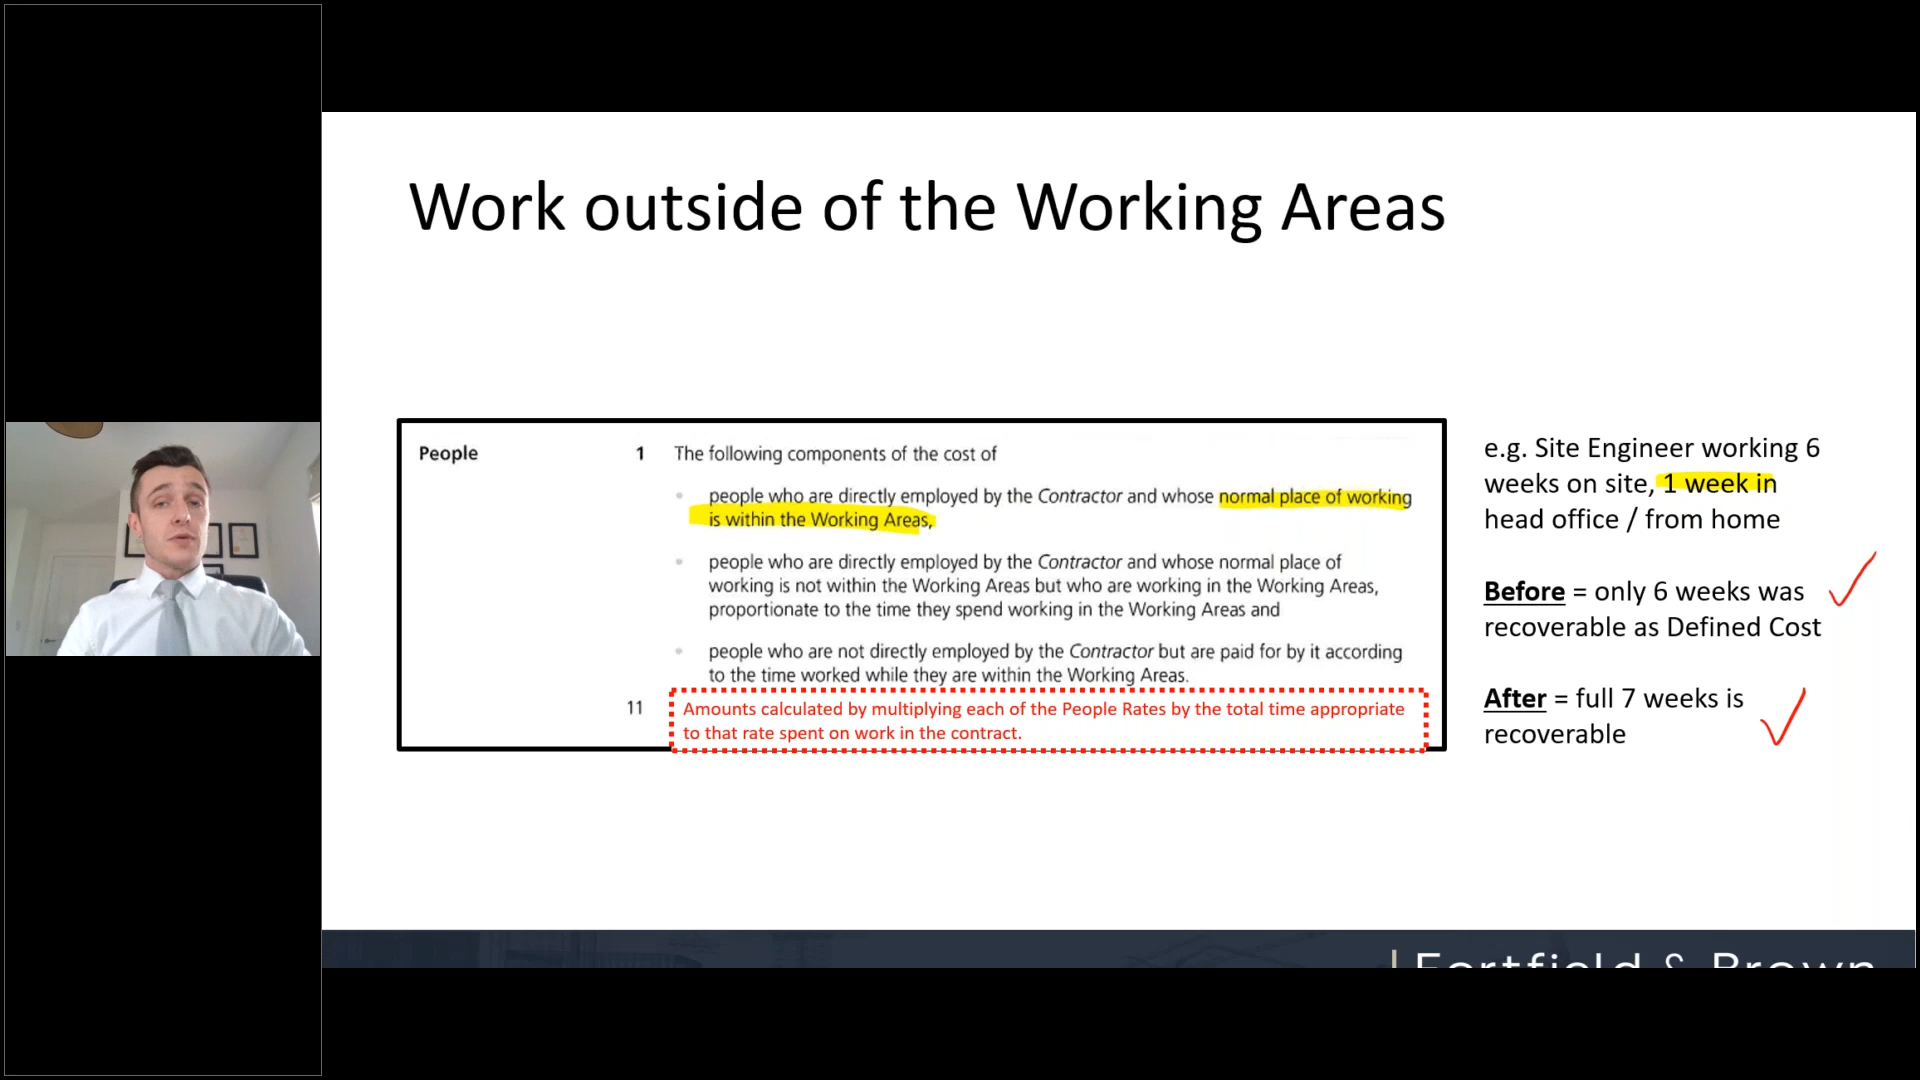 Work outside of the Working Areas
People 1 The following components of the cost of
people who are directly employed by the Contractor and whose normal place of working
is within the Working Areas,
people who are directly employed by the Contractor and whose normal place of
working is not within the Working Areas but who are working in the Working Areas,
proportionate to the time they spend working in the Working Areas and
people who are not directly employed by the Contractor but are paid for by it according
to the time worked while they are within the Working Areas.
11 Amounts calculated by multiplying each of the People Rates by the total time appropriate
to that rate spent on work in the contract.
e.g. Site Engineer working 6
weeks on site, 1 week in
head office / from home
Before = only 6 weeks was
recoverable as Defined Cost
After = full 7 weeks is
recoverable
Fortfield & Brown